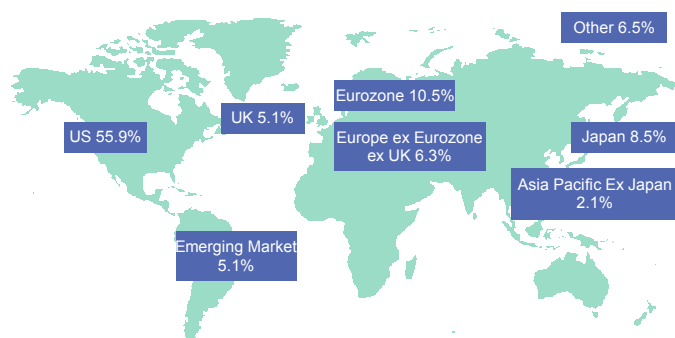 Other 6.5%
Eurozone 10.5%
UK 5.1%
US 55.9%
Europe ex Eurozone
ex UK 6.3%
Japan 8.5%
Asia Pacific Ex Japan
2.1%
Emerging Market
5.1%